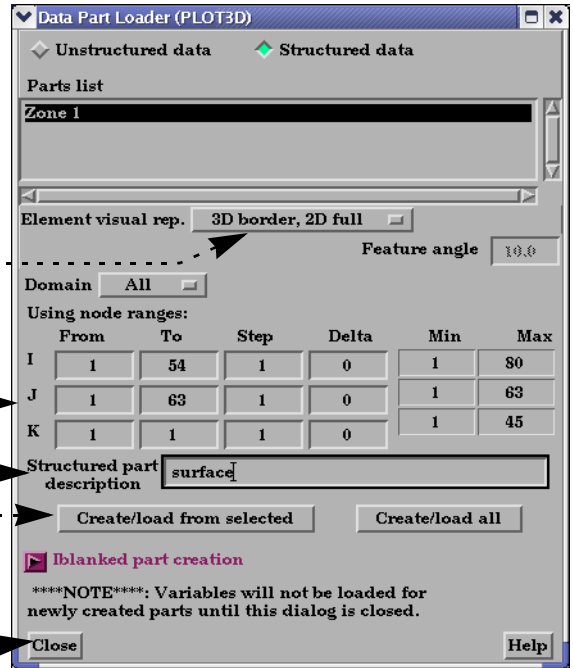 Data Part Loader (PLOT3D)
Unstructured data Structured data
Parts list
Zone 1
Element visual rep. 3D border, 2D full
Feature angle 10.0
Domain All
Using node ranges:
From To Step Delta Min Max
I 1 54 1 0 1 80
J 1 63 1 0 1 63
K 1 1 1 0 1 45
Structured part
description surface
Create/load from selected Create/load all
Iblanked part creation
****NOTE****: Variables will not be loaded for
newly created parts until this dialog is closed.
Close Help